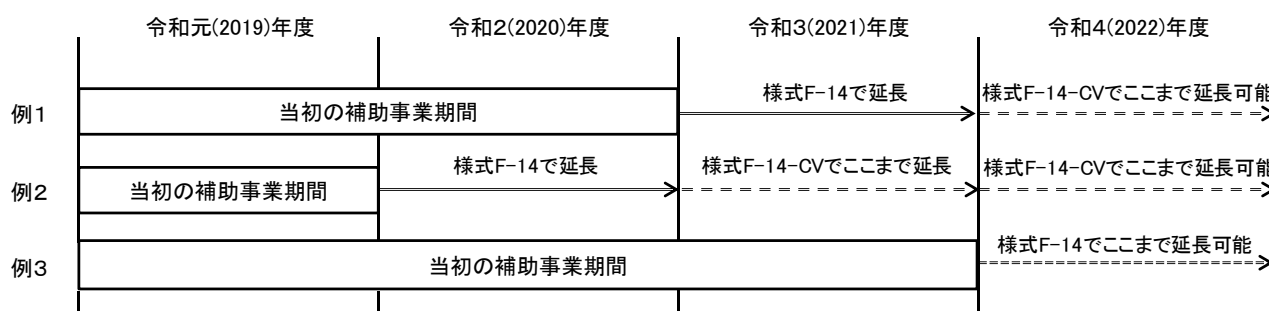 令和元(2019)年度 令和２(2020)年度 令和３(2021)年度 令和４(2022)年度
例１ 当初の補助事業期間 様式F-14で延長 様式F-14-CVでここまで延長可能
例２ 当初の補助事業期間 様式F-14で延長 様式F-14-CVでここまで延長 様式F-14-CVでここまで延長可能
例３ 当初の補助事業期間 様式F-14でここまで延長可能